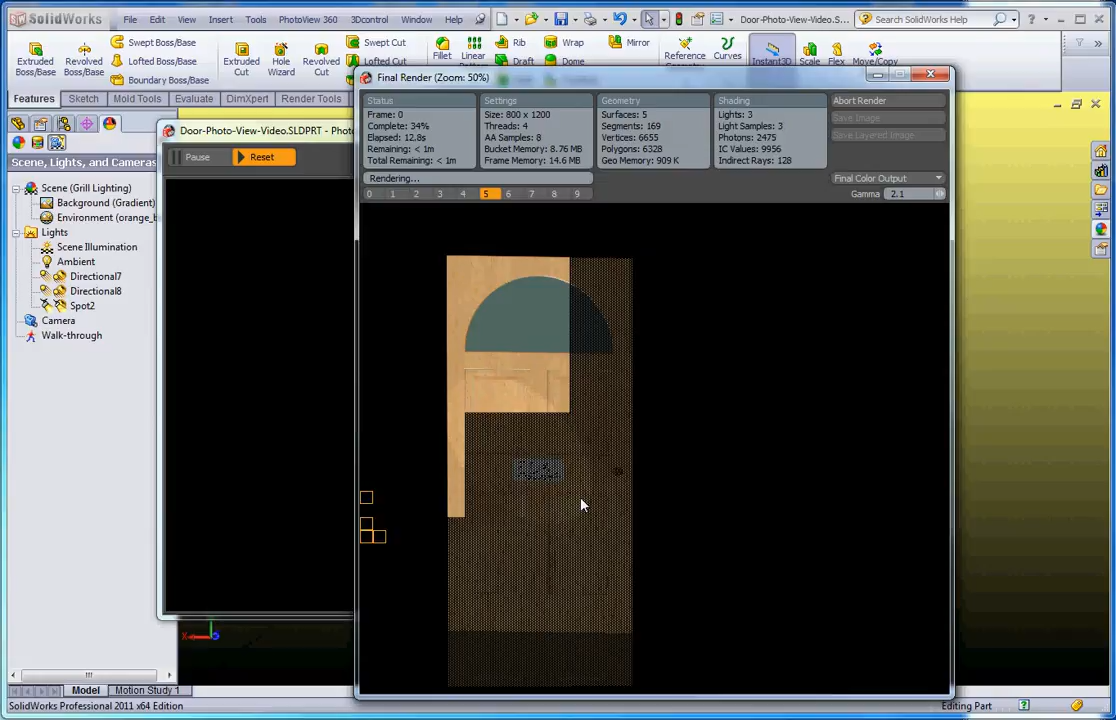 SolidWorks
File Edit View Insert Tools PhotoView 360 3Dcontrol Window Help
Door-Photo-View-Video.S...
Search SolidWorks Help
Extruded Boss/Base
Revolved Boss/Base
Swept Boss/Base
Lofted Boss/Base
Boundary Boss/Base
Extruded Cut
Hole Wizard
Revolved Cut
Swept Cut
Lofted Cut
Fillet
Linear
Rib
Draft
Wrap
Dome
Mirror
Reference
Curves
Instant3D
Scale
Flex
Move/Copy
Features Sketch Mold Tools Evaluate DimXpert Render Tools
Final Render (Zoom: 50%)
Door-Photo-View-Video.SLDPRT - Phot
Pause Reset
Scene, Lights, and Cameras
Scene (Grill Lighting)
Background (Gradient)
Environment (orange_b
Lights
Scene Illumination
Ambient
Directional7
Directional8
Spot2
Camera
Walk-through
Status
Frame: 0
Complete: 34%
Elapsed: 12.8s
Remaining: < 1m
Total Remaining: < 1m
Settings
Size: 800 x 1200
Threads: 4
AA Samples: 8
Bucket Memory: 8.76 MB
Frame Memory: 14.6 MB
Geometry
Surfaces: 5
Segments: 169
Vertices: 6655
Polygons: 6328
Geo Memory: 909 K
Shading
Lights: 3
Light Samples: 3
Photons: 2475
IC Values: 9956
Indirect Rays: 128
Abort Render
Save Image
Save Layered Image
Rendering...
Final Color Output
0 1 2 3 4 5 6 7 8 9
Gamma 2.1
Model Motion Study 1
SolidWorks Professional 2011 x64 Edition
Editing Part